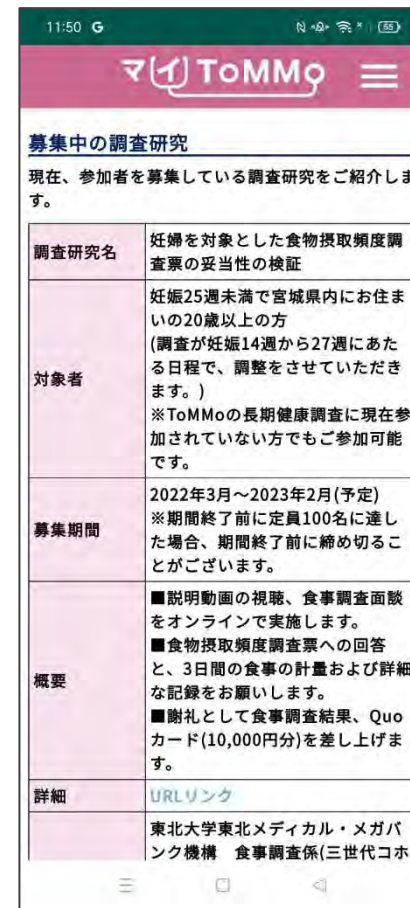 11:50 G
55
マイ ToMMo
募集中の調査研究
現在、参加者を募集している調査研究をご紹介しま
す。
調査研究名
妊婦を対象とした食物摂取頻度調
査票の妥当性の検証
対象者
妊娠25週未満で宮城県内にお住ま
いの20歳以上の方
(調査が妊娠14週から27週にあた
る日程で、調整をさせていただき
ます。)
※ToMMoの長期健康調査に現在参
加されていない方でもご参加可能
です。
募集期間
2022年3月～2023年2月(予定)
※期間終了前に定員100名に達し
た場合、期間終了前に締め切るこ
とがございます。
概要
■説明動画の視聴、食事調査面談
をオンラインで実施します。
■食物摂取頻度調査票への回答
と、3日間の食事の計量および詳細
な記録をお願いします。
■謝礼として食事調査結果、Quo
カード(10,000円分)を差し上げま
す。
詳細
URLリンク
東北大学東北メディカル・メガバ
ンク機構 食事調査係(三世代コホ